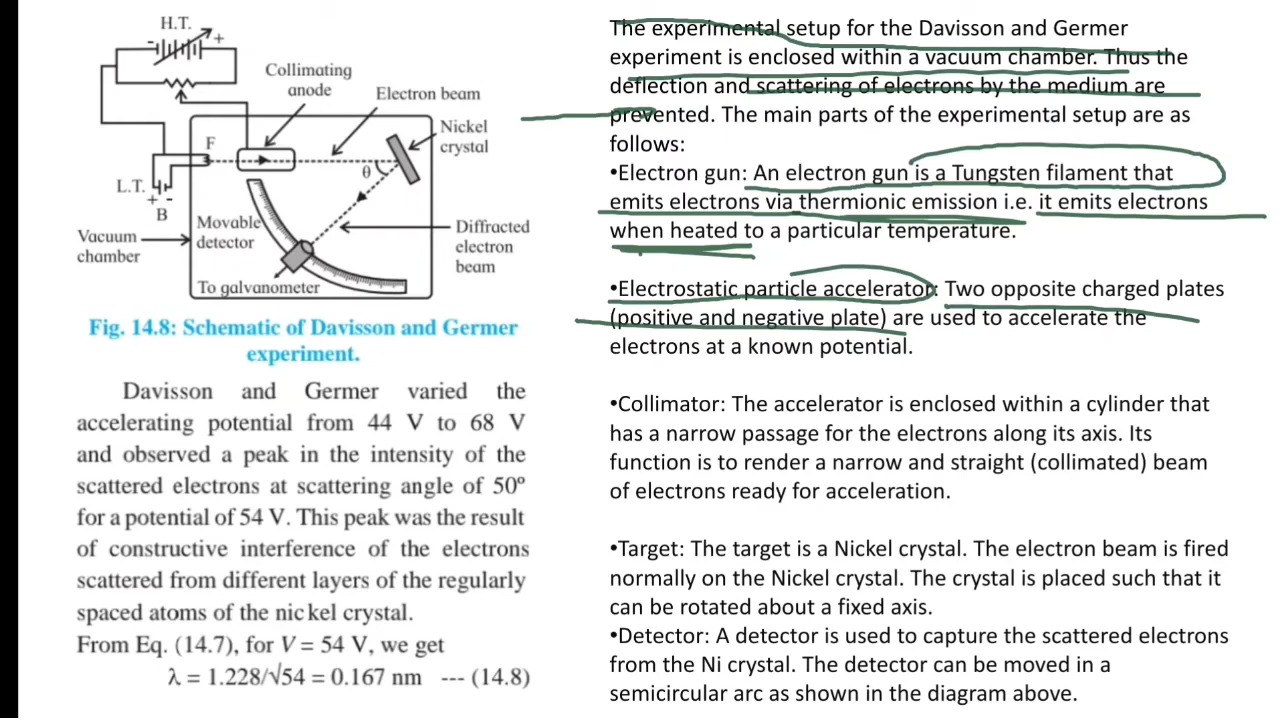 H.T.
- +
Collimating
anode
Electron beam
Nickel
crystal
F
θ
L.T.
+ -
B
Movable
detector
Vacuum
chamber
Diffracted
electron
beam
To galvanometer
Fig. 14.8: Schematic of Davisson and Germer
experiment.
Davisson and Germer varied the
accelerating potential from 44 V to 68 V
and observed a peak in the intensity of the
scattered electrons at scattering angle of 50º
for a potential of 54 V. This peak was the result
of constructive interference of the electrons
scattered from different layers of the regularly
spaced atoms of the nickel crystal.
From Eq. (14.7), for V = 54 V, we get
λ = 1.228/√54 = 0.167 nm --- (14.8)
The experimental setup for the Davisson and Germer
experiment is enclosed within a vacuum chamber. Thus the
deflection and scattering of electrons by the medium are
prevented. The main parts of the experimental setup are as
follows:
•Electron gun: An electron gun is a Tungsten filament that
emits electrons via thermionic emission i.e. it emits electrons
when heated to a particular temperature.
•Electrostatic particle accelerator: Two opposite charged plates
(positive and negative plate) are used to accelerate the
electrons at a known potential.
•Collimator: The accelerator is enclosed within a cylinder that
has a narrow passage for the electrons along its axis. Its
function is to render a narrow and straight (collimated) beam
of electrons ready for acceleration.
•Target: The target is a Nickel crystal. The electron beam is fired
normally on the Nickel crystal. The crystal is placed such that it
can be rotated about a fixed axis.
•Detector: A detector is used to capture the scattered electrons
from the Ni crystal. The detector can be moved in a
semicircular arc as shown in the diagram above.